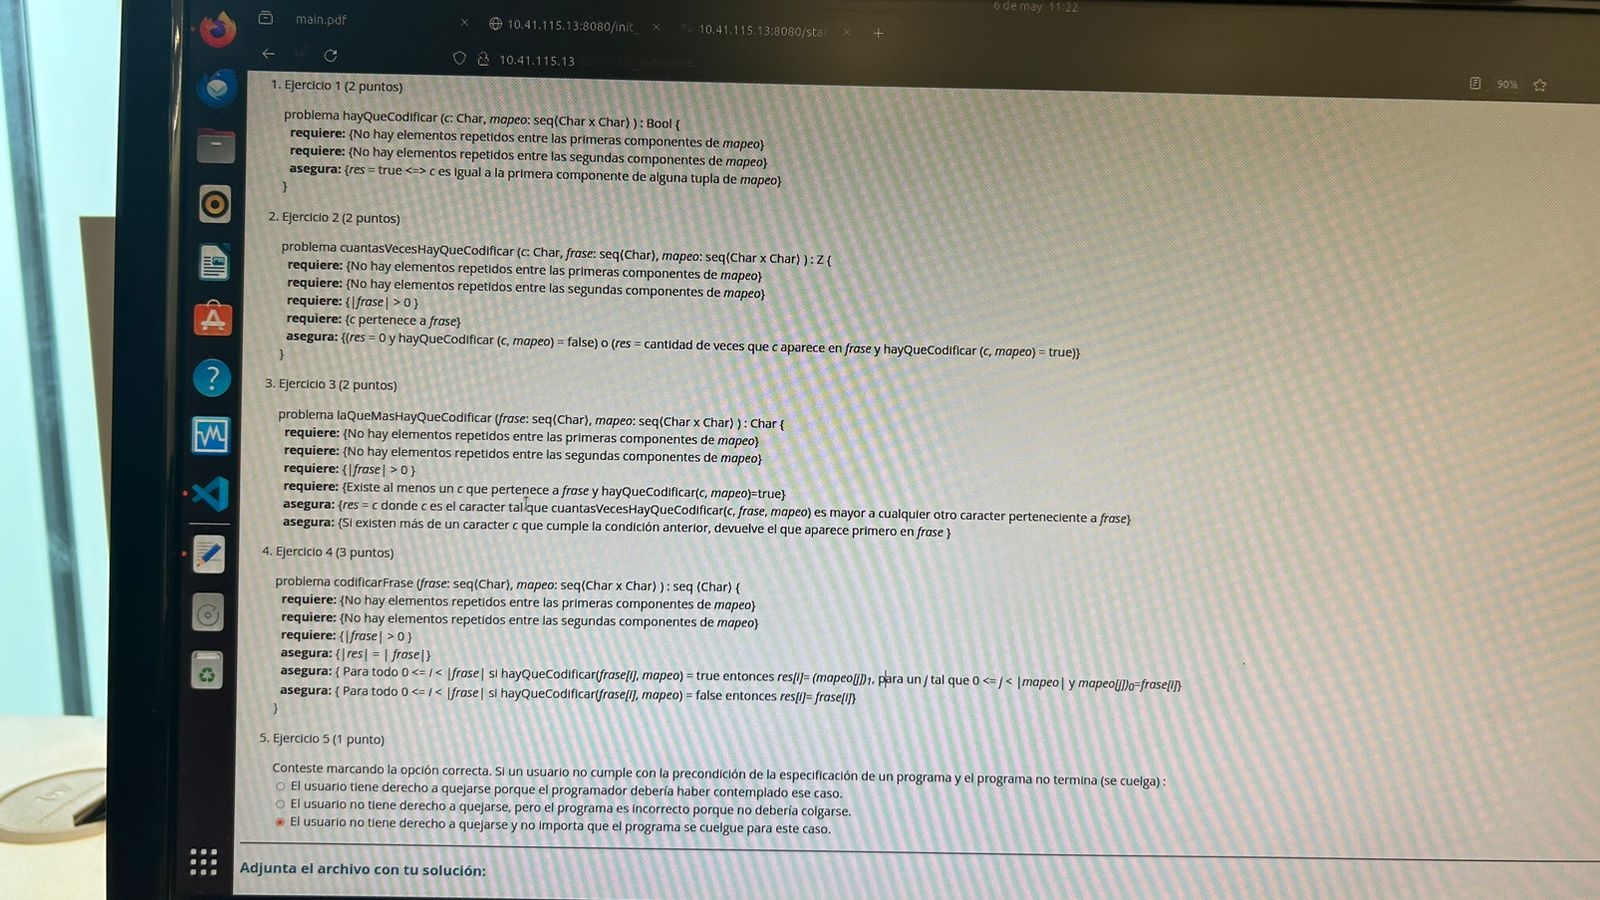 6 de may 11:22
main.pdf
10.41.115.13:8080/init_
10.41.115.13:8080/sta
10.41.115.13
90%
1. Ejercicio 1 (2 puntos)
problema hayQueCodificar (c: Char, mapeo: seq⟨Char x Char⟩ ) : Bool {
requiere: {No hay elementos repetidos entre las primeras componentes de mapeo}
requiere: {No hay elementos repetidos entre las segundas componentes de mapeo}
asegura: {res = true <=> c es igual a la primera componente de alguna tupla de mapeo}
}
2. Ejercicio 2 (2 puntos)
problema cuantasVecesHayQueCodificar (c: Char, frase: seq⟨Char⟩, mapeo: seq⟨Char x Char⟩ ) : Z {
requiere: {No hay elementos repetidos entre las primeras componentes de mapeo}
requiere: {No hay elementos repetidos entre las segundas componentes de mapeo}
requiere: {|frase| > 0 }
requiere: {c pertenece a frase}
asegura: {(res = 0 y hayQueCodificar (c, mapeo) = false) o (res = cantidad de veces que c aparece en frase y hayQueCodificar (c, mapeo) = true)}
}
3. Ejercicio 3 (2 puntos)
problema laQueMasHayQueCodificar (frase: seq⟨Char⟩, mapeo: seq⟨Char x Char⟩ ) : Char {
requiere: {No hay elementos repetidos entre las primeras componentes de mapeo}
requiere: {No hay elementos repetidos entre las segundas componentes de mapeo}
requiere: {|frase| > 0 }
requiere: {Existe al menos un c que pertenece a frase y hayQueCodificar(c, mapeo)=true}
asegura: {res = c donde c es el caracter tal que cuantasVecesHayQueCodificar(c, frase, mapeo) es mayor a cualquier otro caracter perteneciente a frase}
asegura: {Si existen más de un caracter c que cumple la condición anterior, devuelve el que aparece primero en frase }
4. Ejercicio 4 (3 puntos)
problema codificarFrase (frase: seq⟨Char⟩, mapeo: seq⟨Char x Char⟩ ) : seq ⟨Char⟩ {
requiere: {No hay elementos repetidos entre las primeras componentes de mapeo}
requiere: {No hay elementos repetidos entre las segundas componentes de mapeo}
requiere: {|frase| > 0 }
asegura: {|res| = | frase|}
asegura: { Para todo 0 <= i < |frase| si hayQueCodificar(frase[i], mapeo) = true entonces res[i]= (mapeo[j])₁, para un j tal que 0 <= j < |mapeo| y mapeo[j])₀=frase[i]}
asegura: { Para todo 0 <= i < |frase| si hayQueCodificar(frase[i], mapeo) = false entonces res[i]= frase[i]}
}
5. Ejercicio 5 (1 punto)
Conteste marcando la opción correcta. Si un usuario no cumple con la precondición de la especificación de un programa y el programa no termina (se cuelga) :
El usuario tiene derecho a quejarse porque el programador debería haber contemplado ese caso.
El usuario no tiene derecho a quejarse, pero el programa es incorrecto porque no debería colgarse.
El usuario no tiene derecho a quejarse y no importa que el programa se cuelgue para este caso.
Adjunta el archivo con tu solución: